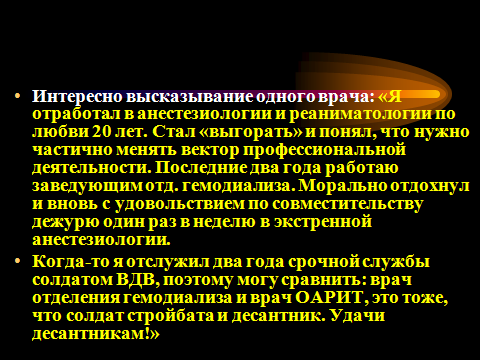 • Интересно высказывание одного врача: «Я
отработал в анестезиологии и реаниматологии по
любви 20 лет. Стал «выгорать» и понял, что нужно
частично менять вектор профессиональной
деятельности. Последние два года работаю
заведующим отд. гемодиализа. Морально отдохнул
и вновь с удовольствием по совместительству
дежурю один раз в неделю в экстренной
анестезиологии.
• Когда-то я отслужил два года срочной службы
солдатом ВДВ, поэтому могу сравнить: врач
отделения гемодиализа и врач ОАРИТ, это тоже,
что солдат стройбата и десантник. Удачи
десантникам!»